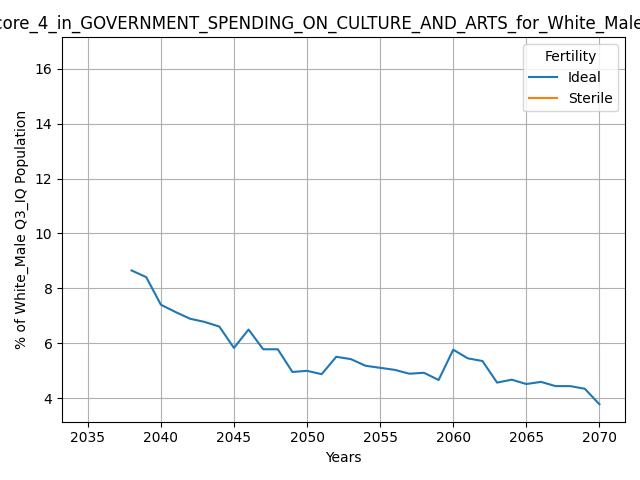 core_4_in_GOVERNMENT_SPENDING_ON_CULTURE_AND_ARTS_for_White_Male
Fertility
Ideal
Sterile
% of White_Male Q3_IQ Population
16
14
12
10
8
6
4
2035 2040 2045 2050 2055 2060 2065 2070
Years